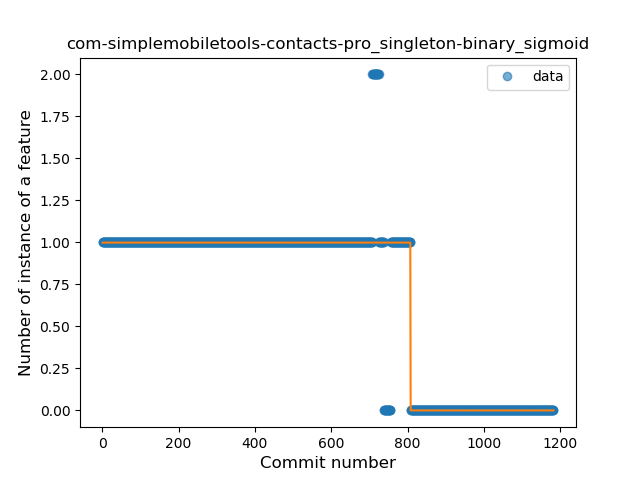 com-simplemobiletools-contacts-pro_singleton-binary_sigmoid
data
Number of instance of a feature
2.00
1.75
1.50
1.25
1.00
0.75
0.50
0.25
0.00
0 200 400 600 800 1000 1200
Commit number